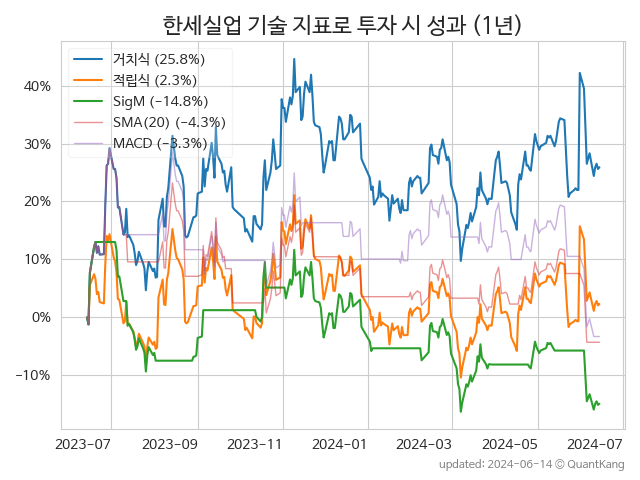 한세실업 기술 지표로 투자 시 성과 (1년)
거치식 (25.8%)
적립식 (2.3%)
SigM (−14.8%)
SMA(20) (−4.3%)
MACD (−3.3%)
40%
30%
20%
10%
0%
−10%
2023−07
2023−09
2023−11
2024−01
2024−03
2024−05
2024−07
updated: 2024-06-14 © QuantKang